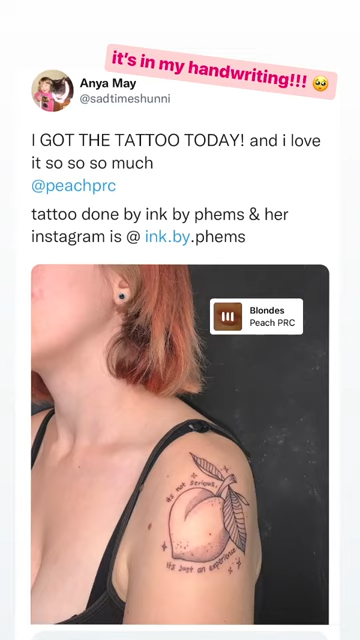 it's in my handwriting!!! 🥺
Anya May
@sadtimeshunni
I GOT THE TATTOO TODAY! and i love
it so so so much
@peachprc
tattoo done by ink by phems & her
instagram is @ ink.by.phems
Blondes
Peach PRC
its not serious,
its just an experience